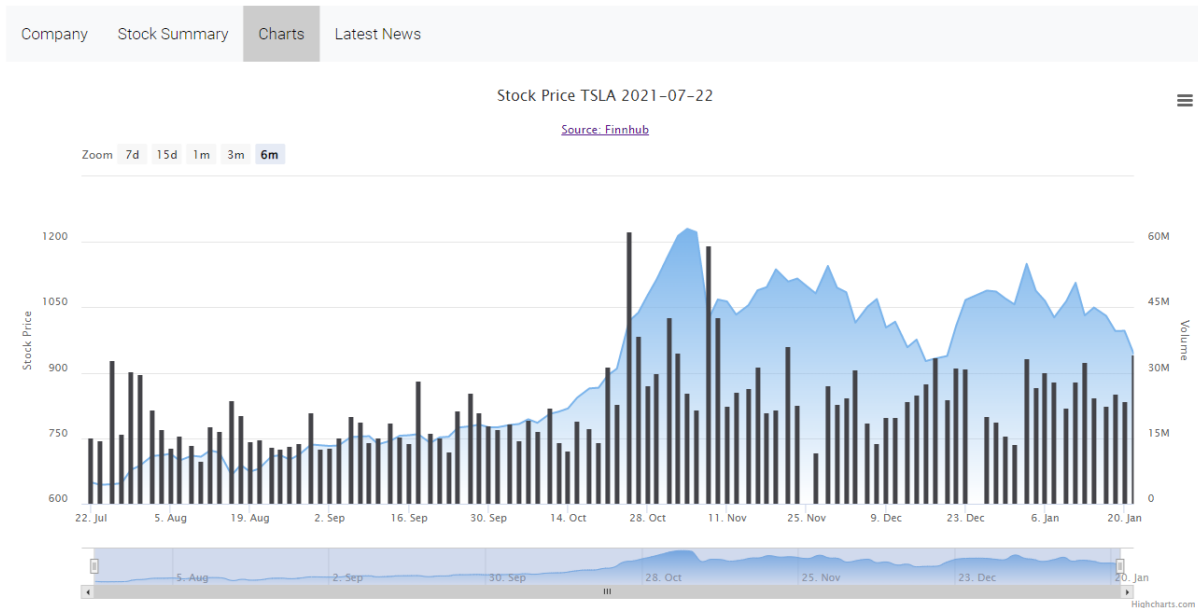 Company Stock Summary Charts Latest News
Stock Price TSLA 2021-07-22
Source: Finnhub
Zoom 7d 15d 1m 3m 6m
1200 60M
1050 45M
900 30M
750 15M
600 0
Stock Price
Volume
22. Jul 5. Aug 19. Aug 2. Sep 16. Sep 30. Sep 14. Oct 28. Oct 11. Nov 25. Nov 9. Dec 23. Dec 6. Jan 20. Jan
5. Aug 2. Sep 30. Sep 28. Oct 25. Nov 23. Dec 20. Jan
Highcharts.com